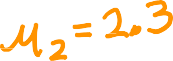 μ₂ = 2.3